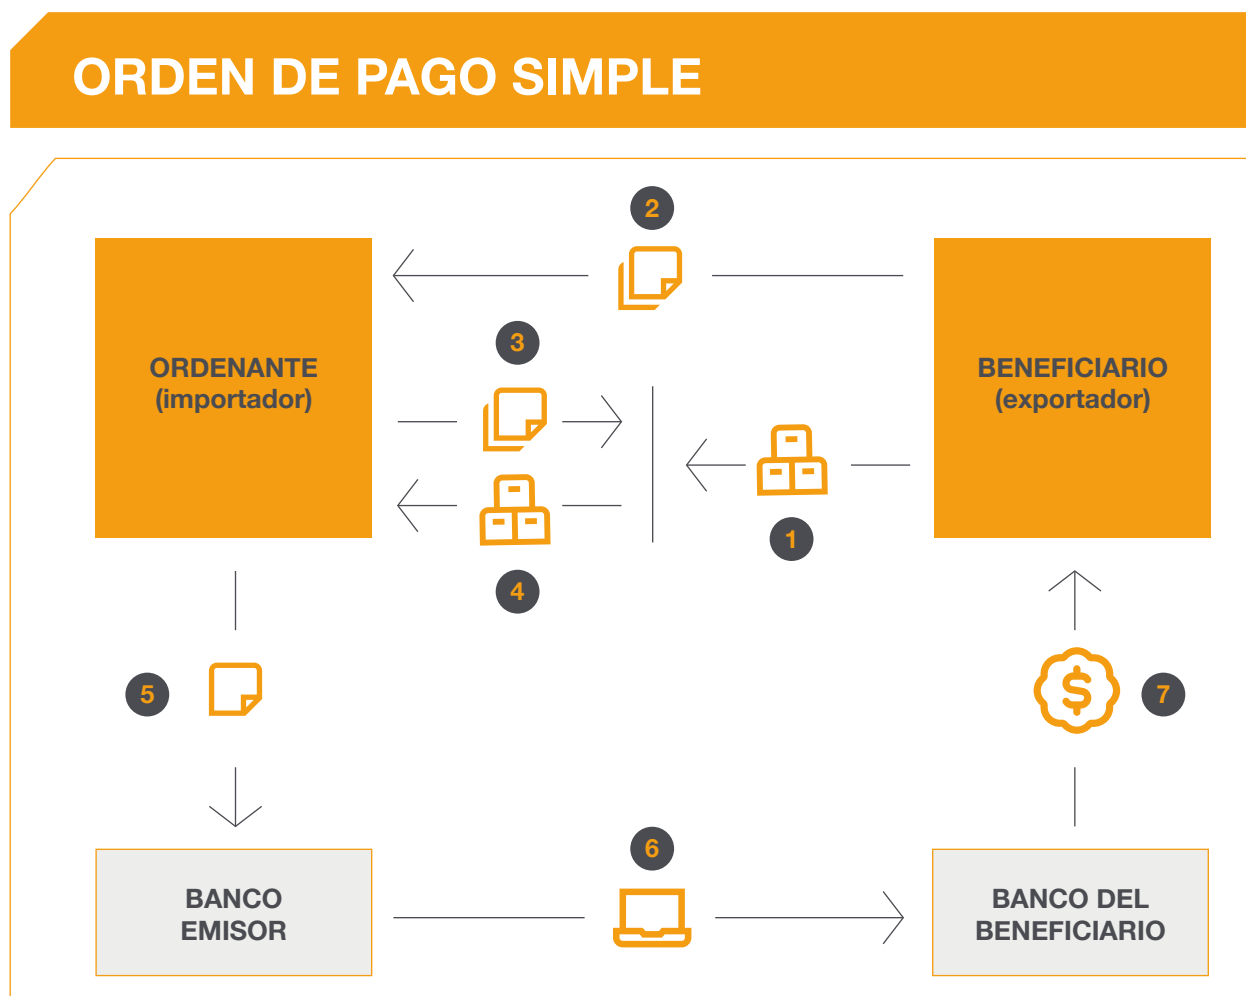 ORDEN DE PAGO SIMPLE
2
ORDENANTE
(importador)
BENEFICIARIO
(exportador)
3
1
4
5
$
7
6
BANCO
EMISOR
BANCO DEL
BENEFICIARIO